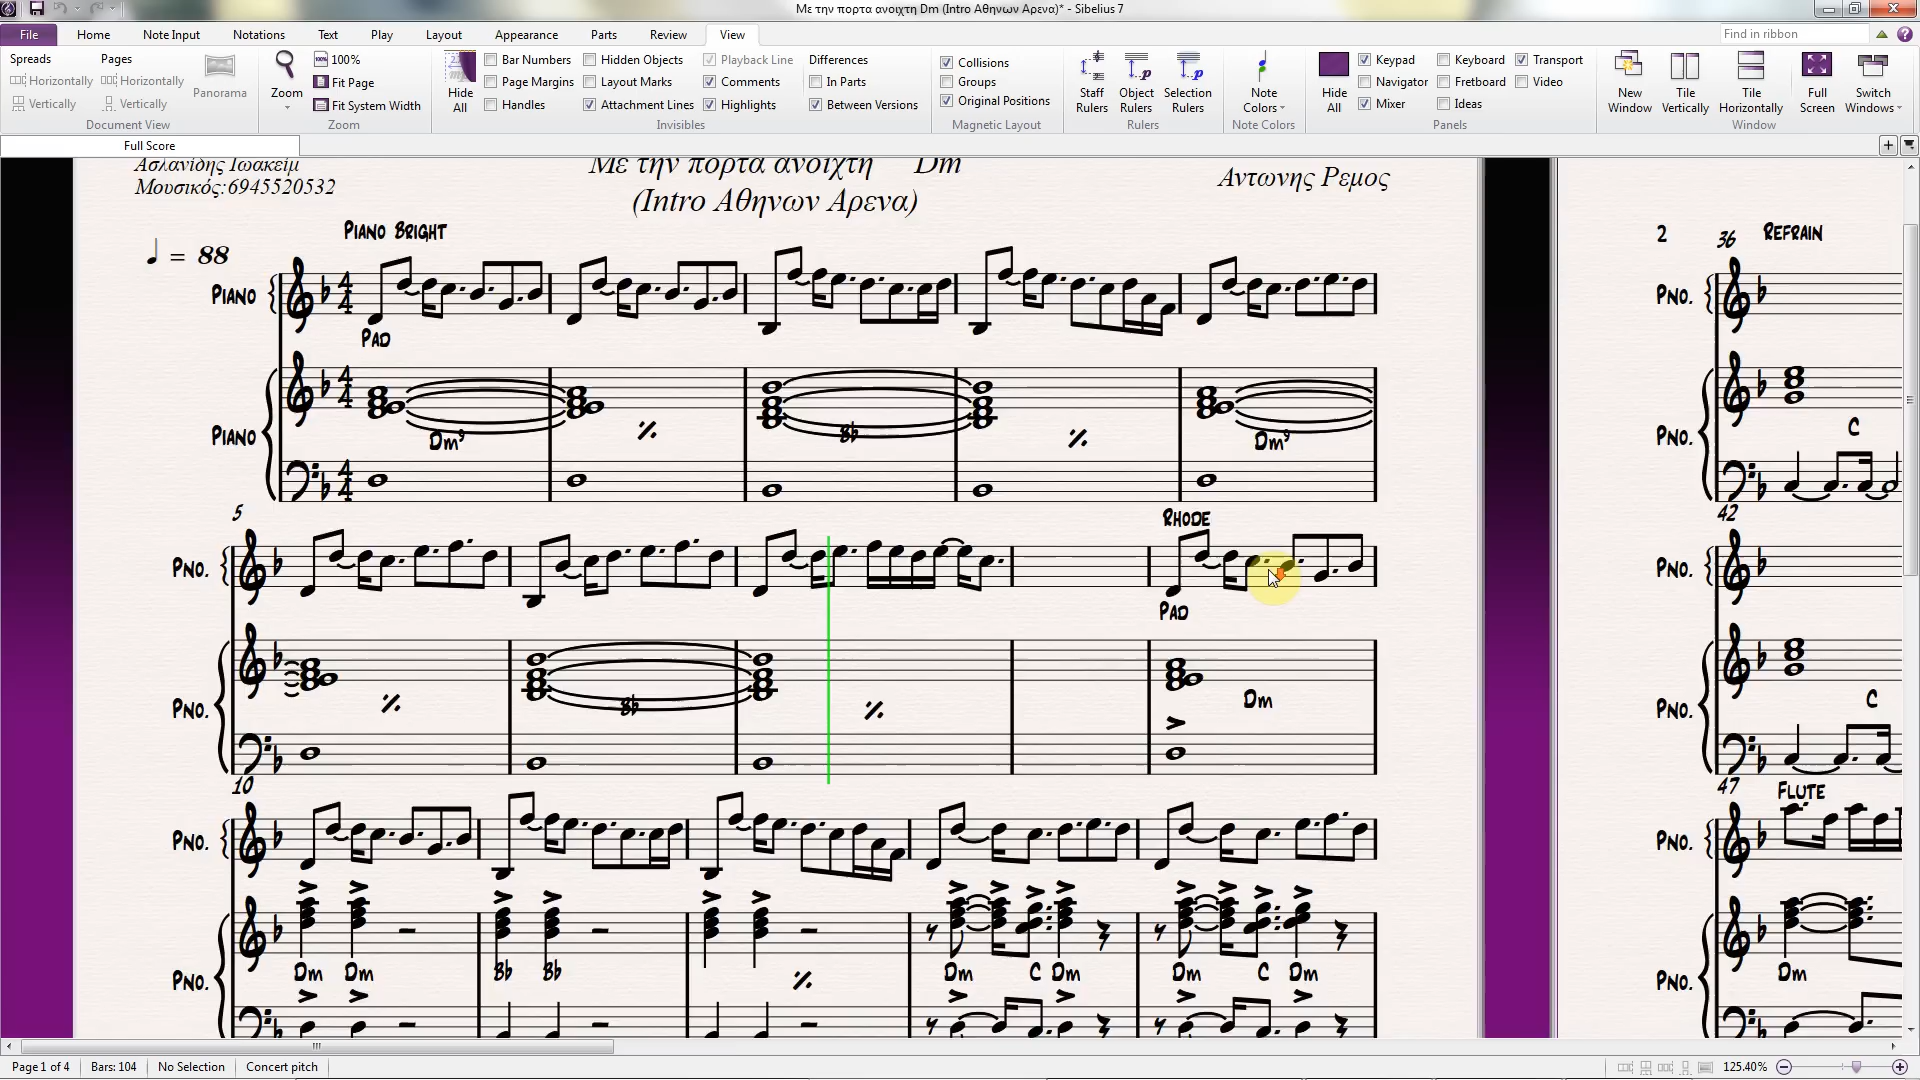 Με την πορτα ανοιχτη Dm (Intro Αθηνων Αρενα)* - Sibelius 7
File Home Note Input Notations Text Play Layout Appearance Parts Review View Find in ribbon
Spreads Pages 100% Bar Numbers Hidden Objects Playback Line Differences Collisions Keypad Keyboard Transport
Horizontally Horizontally Panorama Zoom Fit Page Hide All Page Margins Layout Marks Comments In Parts Groups Staff Rulers Object Rulers Selection Rulers Note Colors Hide All Navigator Fretboard Video New Window Tile Vertically Tile Horizontally Full Screen Switch Windows
Vertically Vertically Fit System Width Handles Attachment Lines Highlights Between Versions Original Positions Mixer Ideas
Document View Zoom Invisibles Magnetic Layout Rulers Note Colors Panels Window
Full Score
Ασλανίδης Ιωακείμ
Μουσικός:6945520532
Με την πορτα ανοιχτη Dm
(Intro Αθηνων Αρενα)
Αντωνης Ρεμος
Piano Bright
= 88
Piano
4 4
Pad
Piano
4 4
Dm9 Bb Dm9
4 4
5
Rhode
Pno.
Pad
Pno.
Bb Dm
10
Pno.
Pno.
Dm Dm Bb Bb Dm C Dm Dm C Dm
2 36 Refrain
Pno.
Pno.
C
42
Pno.
Pno.
C
47 Flute
Pno.
Pno.
Dm
Page 1 of 4 Bars: 104 No Selection Concert pitch 125.40%